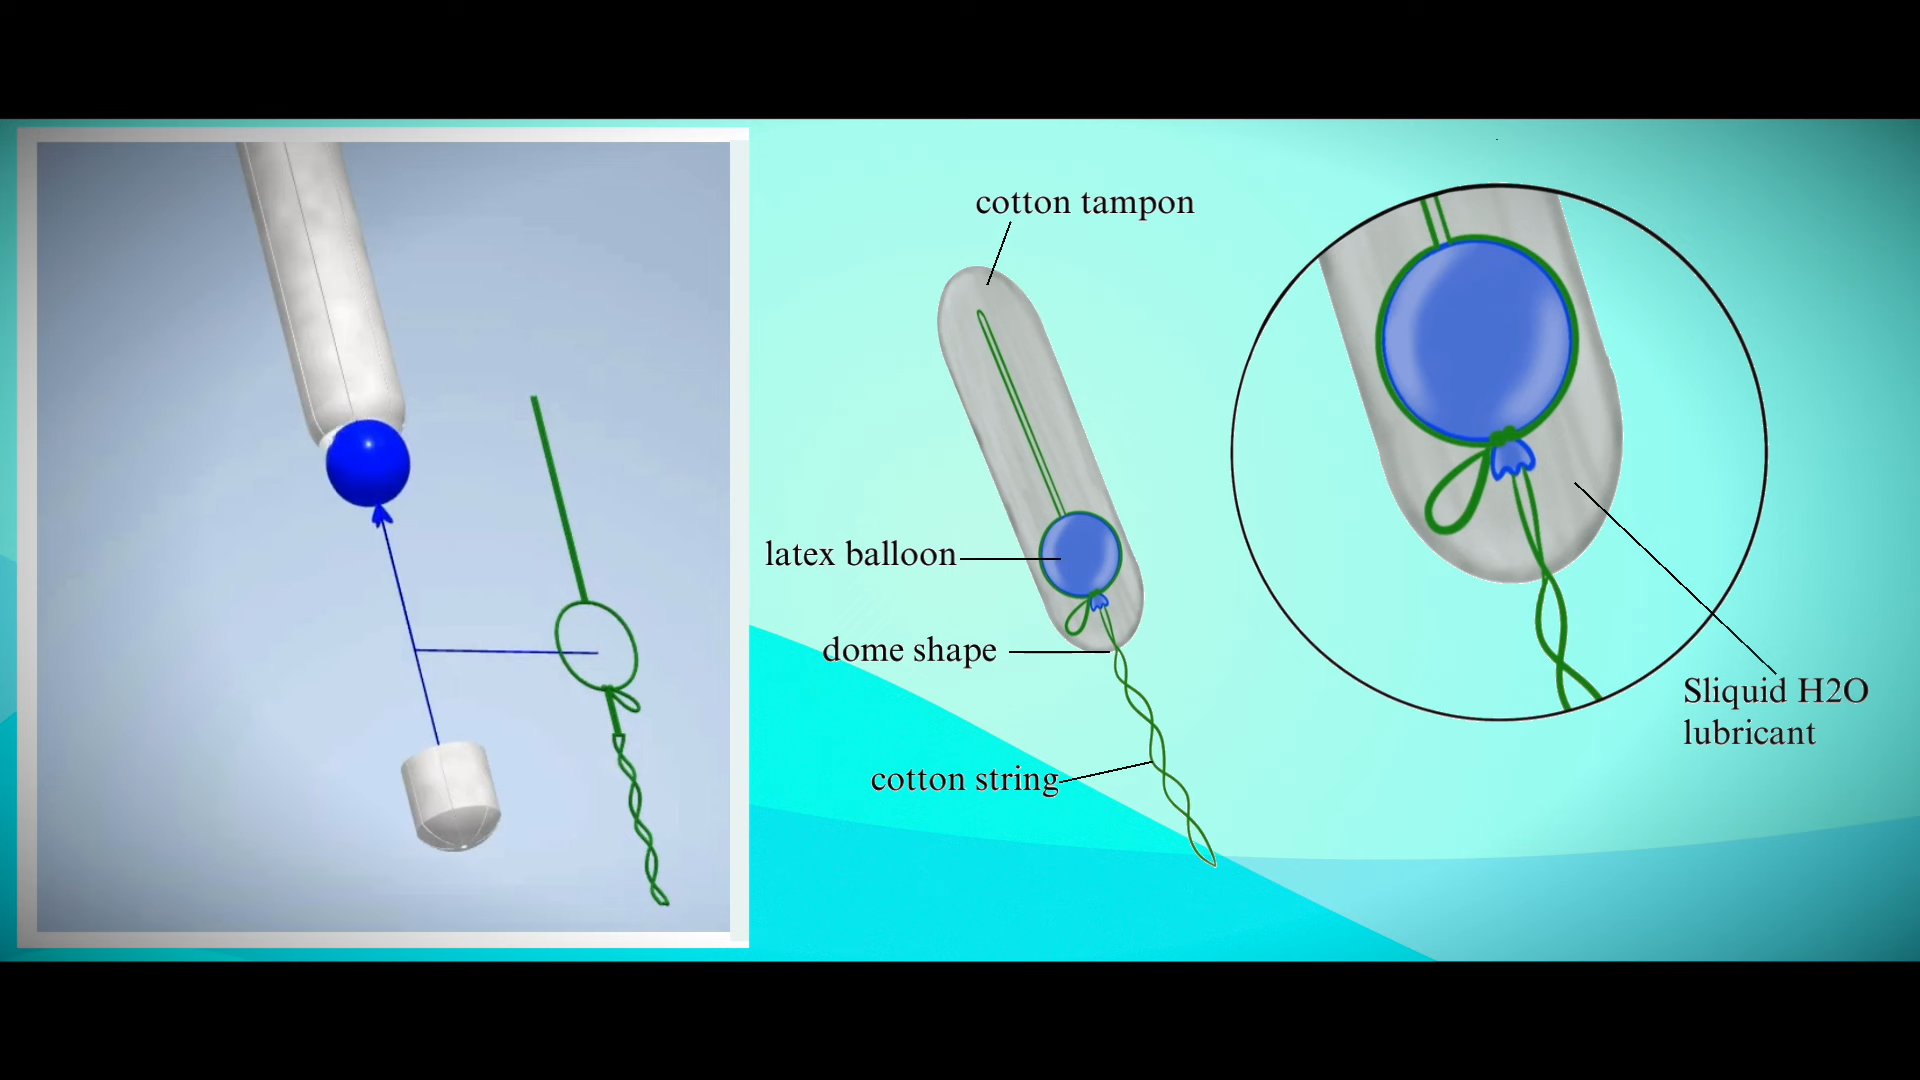 cotton tampon
latex balloon
dome shape
cotton string
Sliquid H2O
lubricant